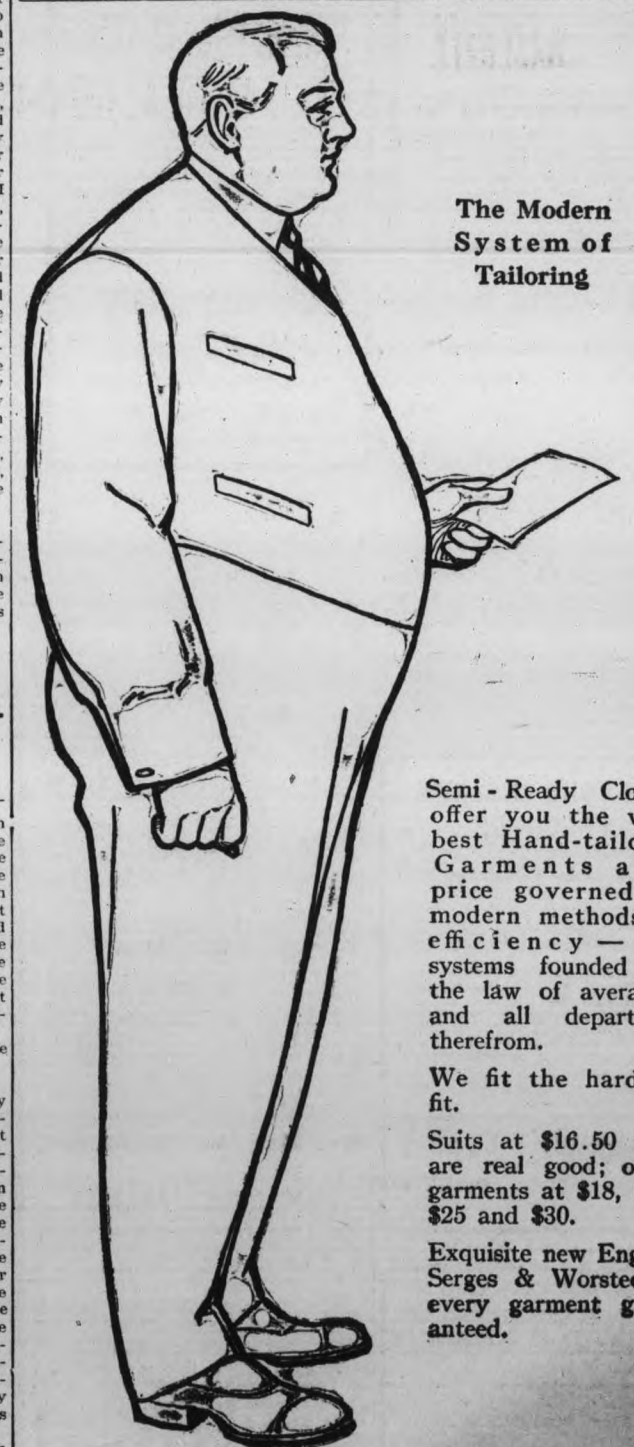 The Modern
System of
Tailoring
Semi - Ready Clo
offer you the v
best Hand-tailo
Garments a
price governed
modern methods
efficiency —
systems founded
the law of avera
and all depart
therefrom.
We fit the hard
fit.
Suits at $16.50
are real good; o
garments at $18,
$25 and $30.
Exquisite new Eng
Serges & Worste
every garment g
anteed.